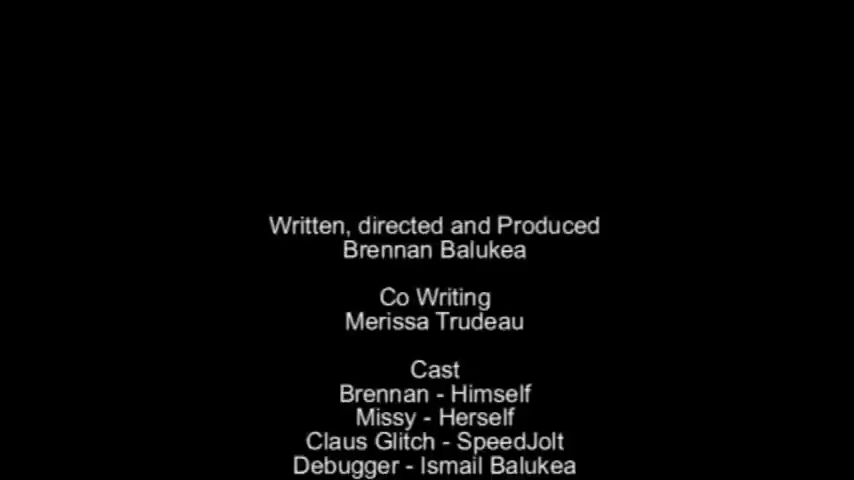 Written, directed and Produced
Brennan Balukea
Co Writing
Merissa Trudeau
Cast
Brennan - Himself
Missy - Herself
Claus Glitch - SpeedJolt
Debugger - Ismail Balukea